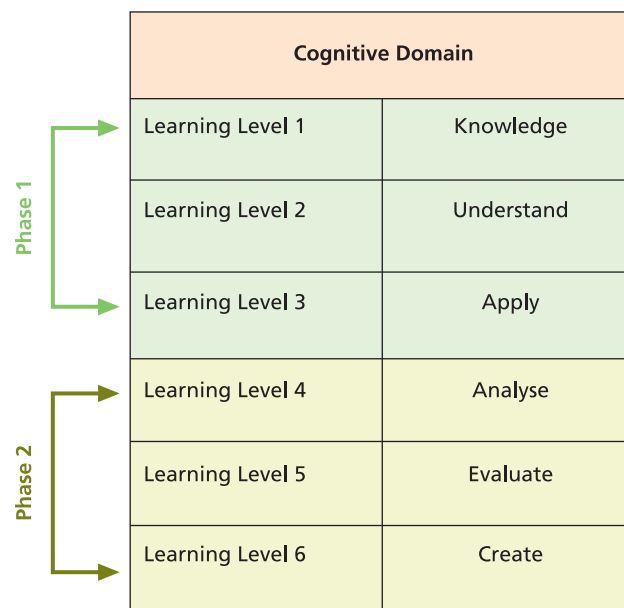 Cognitive Domain
Learning Level 1 Knowledge
Learning Level 2 Understand
Learning Level 3 Apply
Learning Level 4 Analyse
Learning Level 5 Evaluate
Learning Level 6 Create
Phase 1
Phase 2